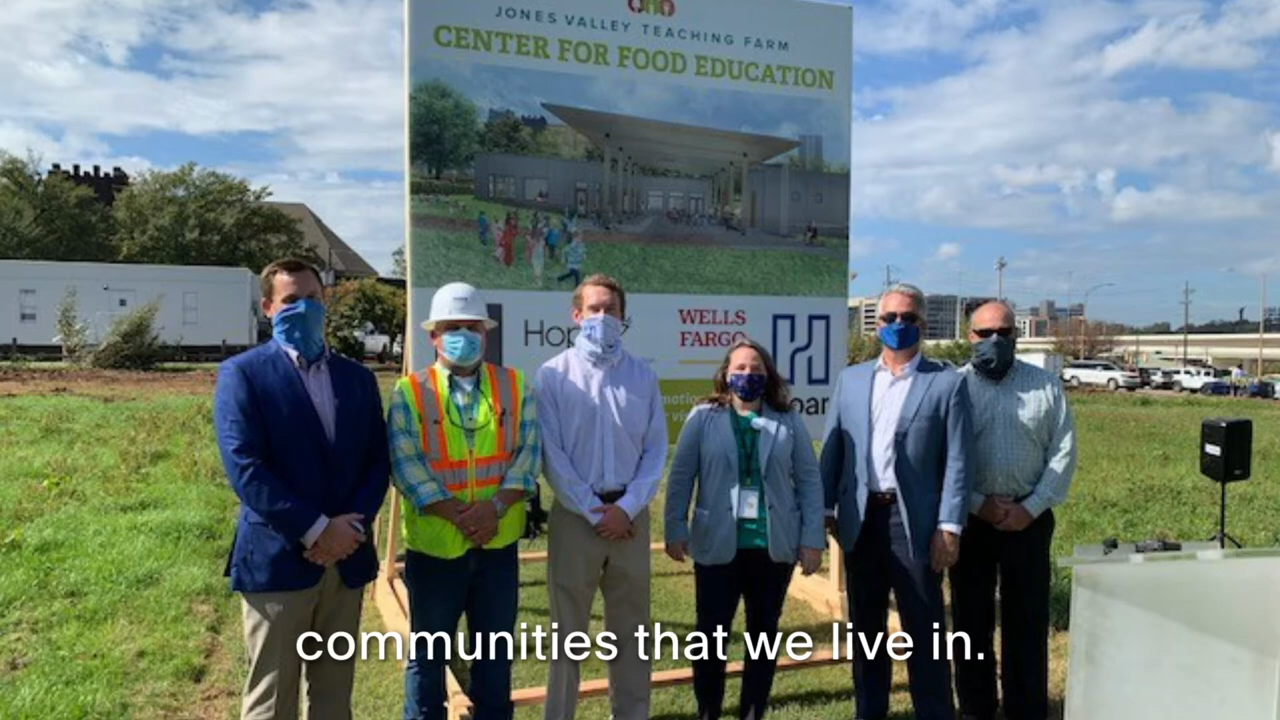 JONES VALLEY TEACHING FARM
CENTER FOR FOOD EDUCATION
WELLS
FARGO
communities that we live in.